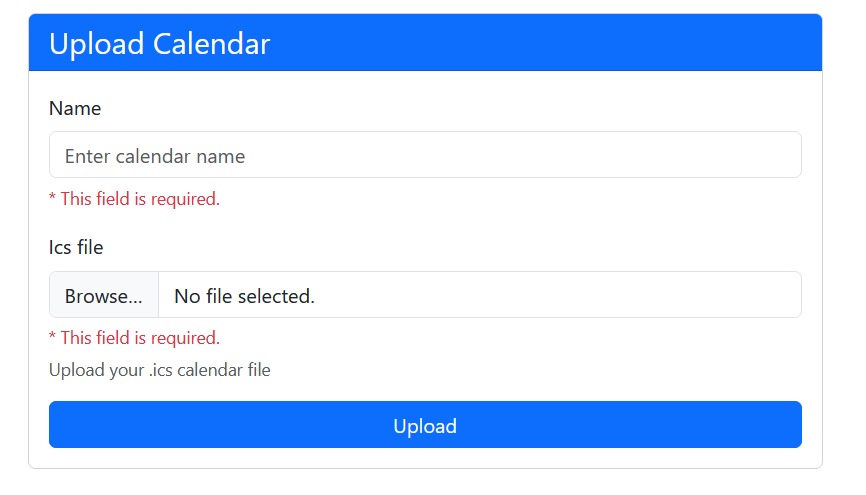 Upload Calendar
Name
Enter calendar name
* This field is required.
Ics file
Browse... No file selected.
* This field is required.
Upload your .ics calendar file
Upload